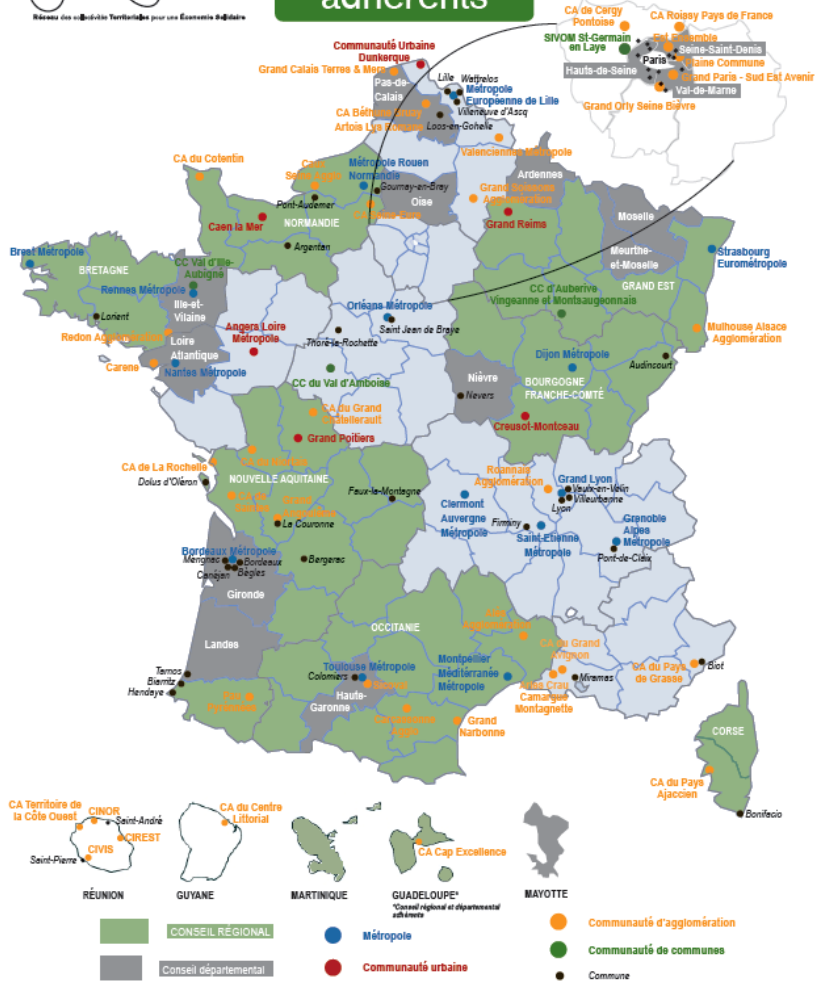 Réseau des collectivités Territoriales pour une Économie Solidaire
adhérents
CA de Cergy
Pontoise
CA Roissy Pays de France
SIVOM St-Germain
en Laye
Est Ensemble
Seine-Saint-Denis
Paris
Plaine Commune
Hauts-de-Seine
Grand Paris - Sud Est Avenir
Val-de-Marne
Grand Orly Seine Bièvre
Communauté Urbaine
Dunkerque
Grand Calais Terres & Mers
Pas-de-
Calais
Lille
Wattrelos
Métropole
Européenne de Lille
Villeneuve d'Ascq
CA Béthune Bruay
Artois Lys Romane
Loos-en-Gohelle
Valenciennes Métropole
CA du Cotentin
Métropole Rouen
Normandie
Gournay-en-Bray
Pont-Audemer
Caen la Mer
NORMANDIE
Argentan
Oise
Grand Soissons
Agglomération
Ardennes
Grand Reims
Moselle
Meurthe-
et-Moselle
GRAND EST
Strasbourg
Eurométropole
Brest Métropole
BRETAGNE
CC Val d'Ille-
Aubigné
Rennes Métropole
Ille-et-
Vilaine
Lorient
Redon Agglomération
Loire
Atlantique
Carene
Nantes Métropole
Angers Loire
Métropole
Orléans Métropole
Saint Jean de Braye
Thoré-la-Rochette
CC du Val d'Amboise
CC d'Auberive
Vingeanne et Montsaugeonnais
Mulhouse Alsace
Agglomération
Dijon Métropole
Audincourt
Nièvre
Nevers
BOURGOGNE
FRANCHE-COMTÉ
Creusot-Montceau
CA du Grand
Châtellerault
Grand Poitiers
CA de La Rochelle
Dolus d'Oléron
NOUVELLE AQUITAINE
Faux-la-Montagne
La Couronne
Roannais
Agglomération
Grand Lyon
Vaulx-en-Velin
Villeurbanne
Lyon
Clermont
Auvergne
Métropole
Firminy
Saint-Etienne
Métropole
Grenoble
Alpes
Métropole
Pont-de-Claix
Bordeaux Métropole
Mérignac
Bordeaux
Canéjan
Bègles
Bergerac
Gironde
Landes
OCCITANIE
Tarnos
Biarritz
Hendaye
Pau
Pyrénées
Toulouse Métropole
Colomiers
Haute-
Garonne
Montpellier
Méditerranée
Métropole
Grand
Narbonne
CA du Grand
Avignon
Arles Crau
Camargue
Montagnette
Miramas
CA du Pays
de Grasse
Biot
CORSE
CA du Pays
Ajaccien
Bonifacio
CA Territoire de
la Côte Ouest
CINOR
Saint-André
CIREST
CIVIS
Saint-Pierre
CA du Centre
Littorial
CA Cap Excellence
RÉUNION
GUYANE
MARTINIQUE
GUADELOUPE*
*Conseil régional et départemental
adhérents
MAYOTTE
CONSEIL RÉGIONAL
Conseil départemental
Métropole
Communauté urbaine
Communauté d'agglomération
Communauté de communes
Commune